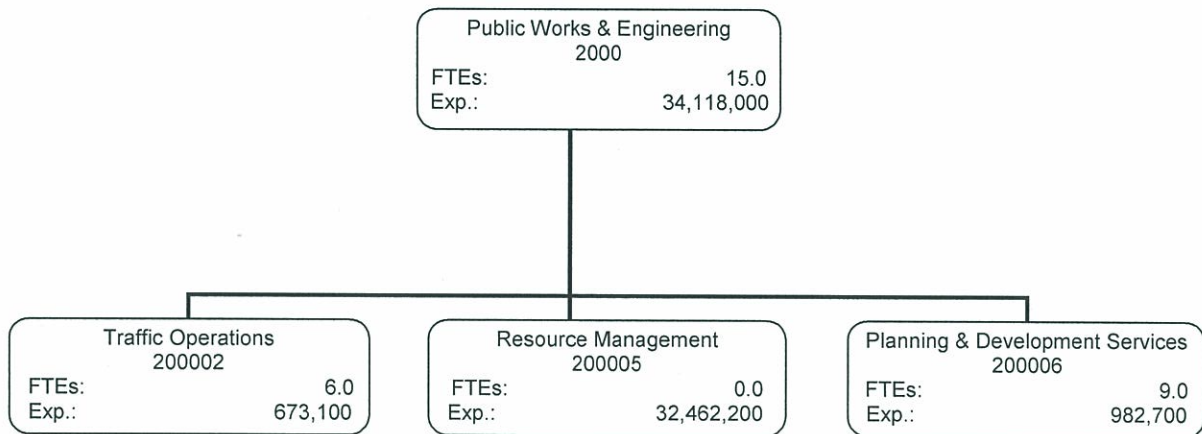 Public Works & Engineering
2000
FTEs: 15.0
Exp.: 34,118,000
Traffic Operations
200002
FTEs: 6.0
Exp.: 673,100
Resource Management
200005
FTEs: 0.0
Exp.: 32,462,200
Planning & Development Services
200006
FTEs: 9.0
Exp.: 982,700